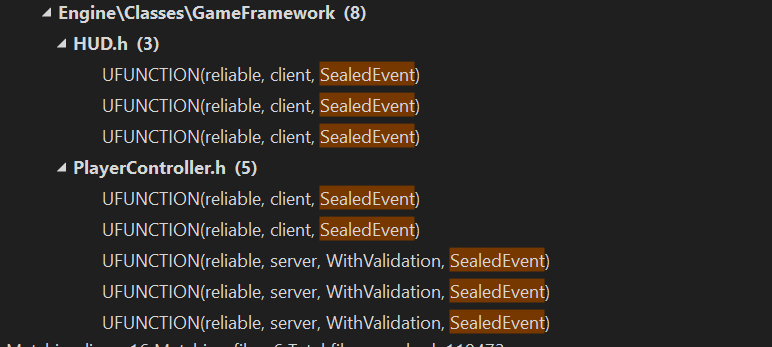 Engine\Classes\GameFramework (8)
HUD.h (3)
UFUNCTION(reliable, client, SealedEvent)
UFUNCTION(reliable, client, SealedEvent)
UFUNCTION(reliable, client, SealedEvent)
PlayerController.h (5)
UFUNCTION(reliable, client, SealedEvent)
UFUNCTION(reliable, client, SealedEvent)
UFUNCTION(reliable, server, WithValidation, SealedEvent)
UFUNCTION(reliable, server, WithValidation, SealedEvent)
UFUNCTION(reliable, server, WithValidation, SealedEvent)